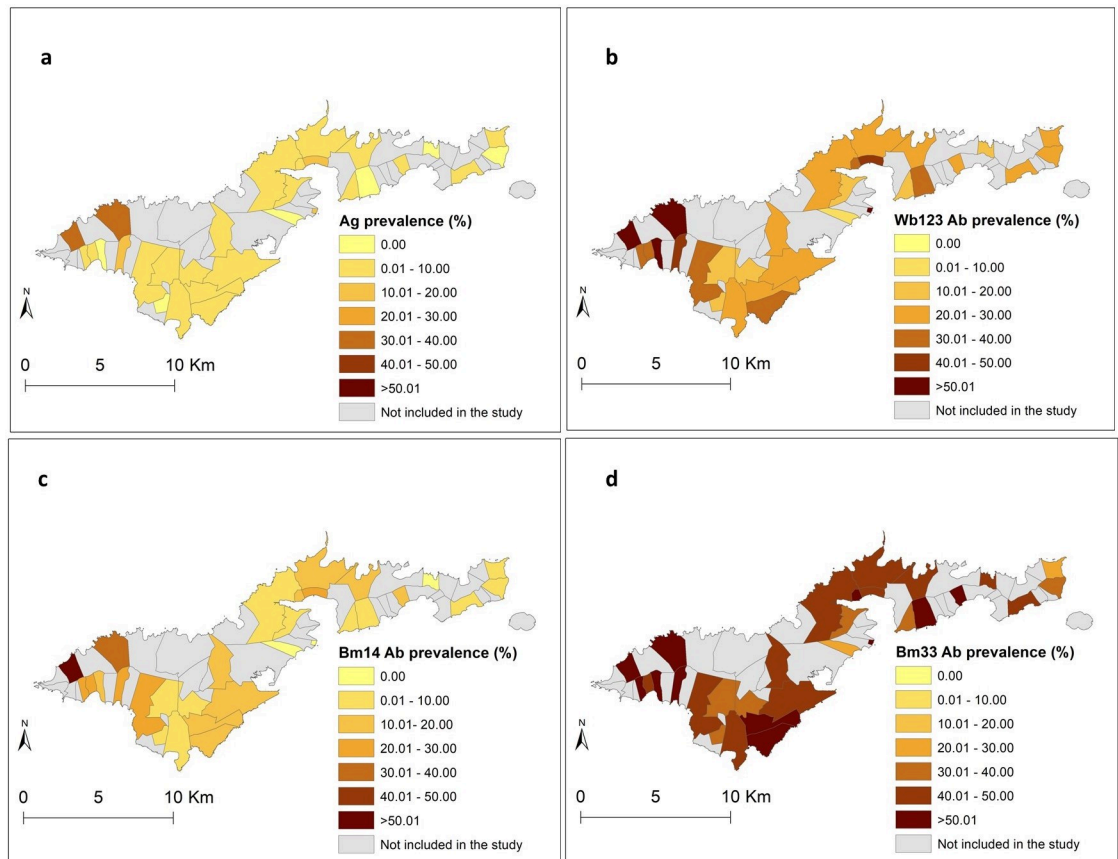 a
Ag prevalence (%)
0.00
0.01 - 10.00
10.01 - 20.00
20.01 - 30.00
30.01 - 40.00
40.01 - 50.00
>50.01
Not included in the study
N
0 5 10 Km
b
Wb123 Ab prevalence (%)
0.00
0.01 - 10.00
10.01 - 20.00
20.01 - 30.00
30.01 - 40.00
40.01 - 50.00
>50.01
Not included in the study
N
0 5 10 Km
c
Bm14 Ab prevalence (%)
0.00
0.01 - 10.00
10.01- 20.00
20.01 - 30.00
30.01 - 40.00
40.01 - 50.00
>50.01
Not included in the study
N
0 5 10 Km
d
Bm33 Ab prevalence (%)
0.00
0.01 - 10.00
10.01 - 20.00
20.01 - 30.00
30.01 - 40.00
40.01 - 50.00
>50.01
Not included in the study
N
0 5 10 Km